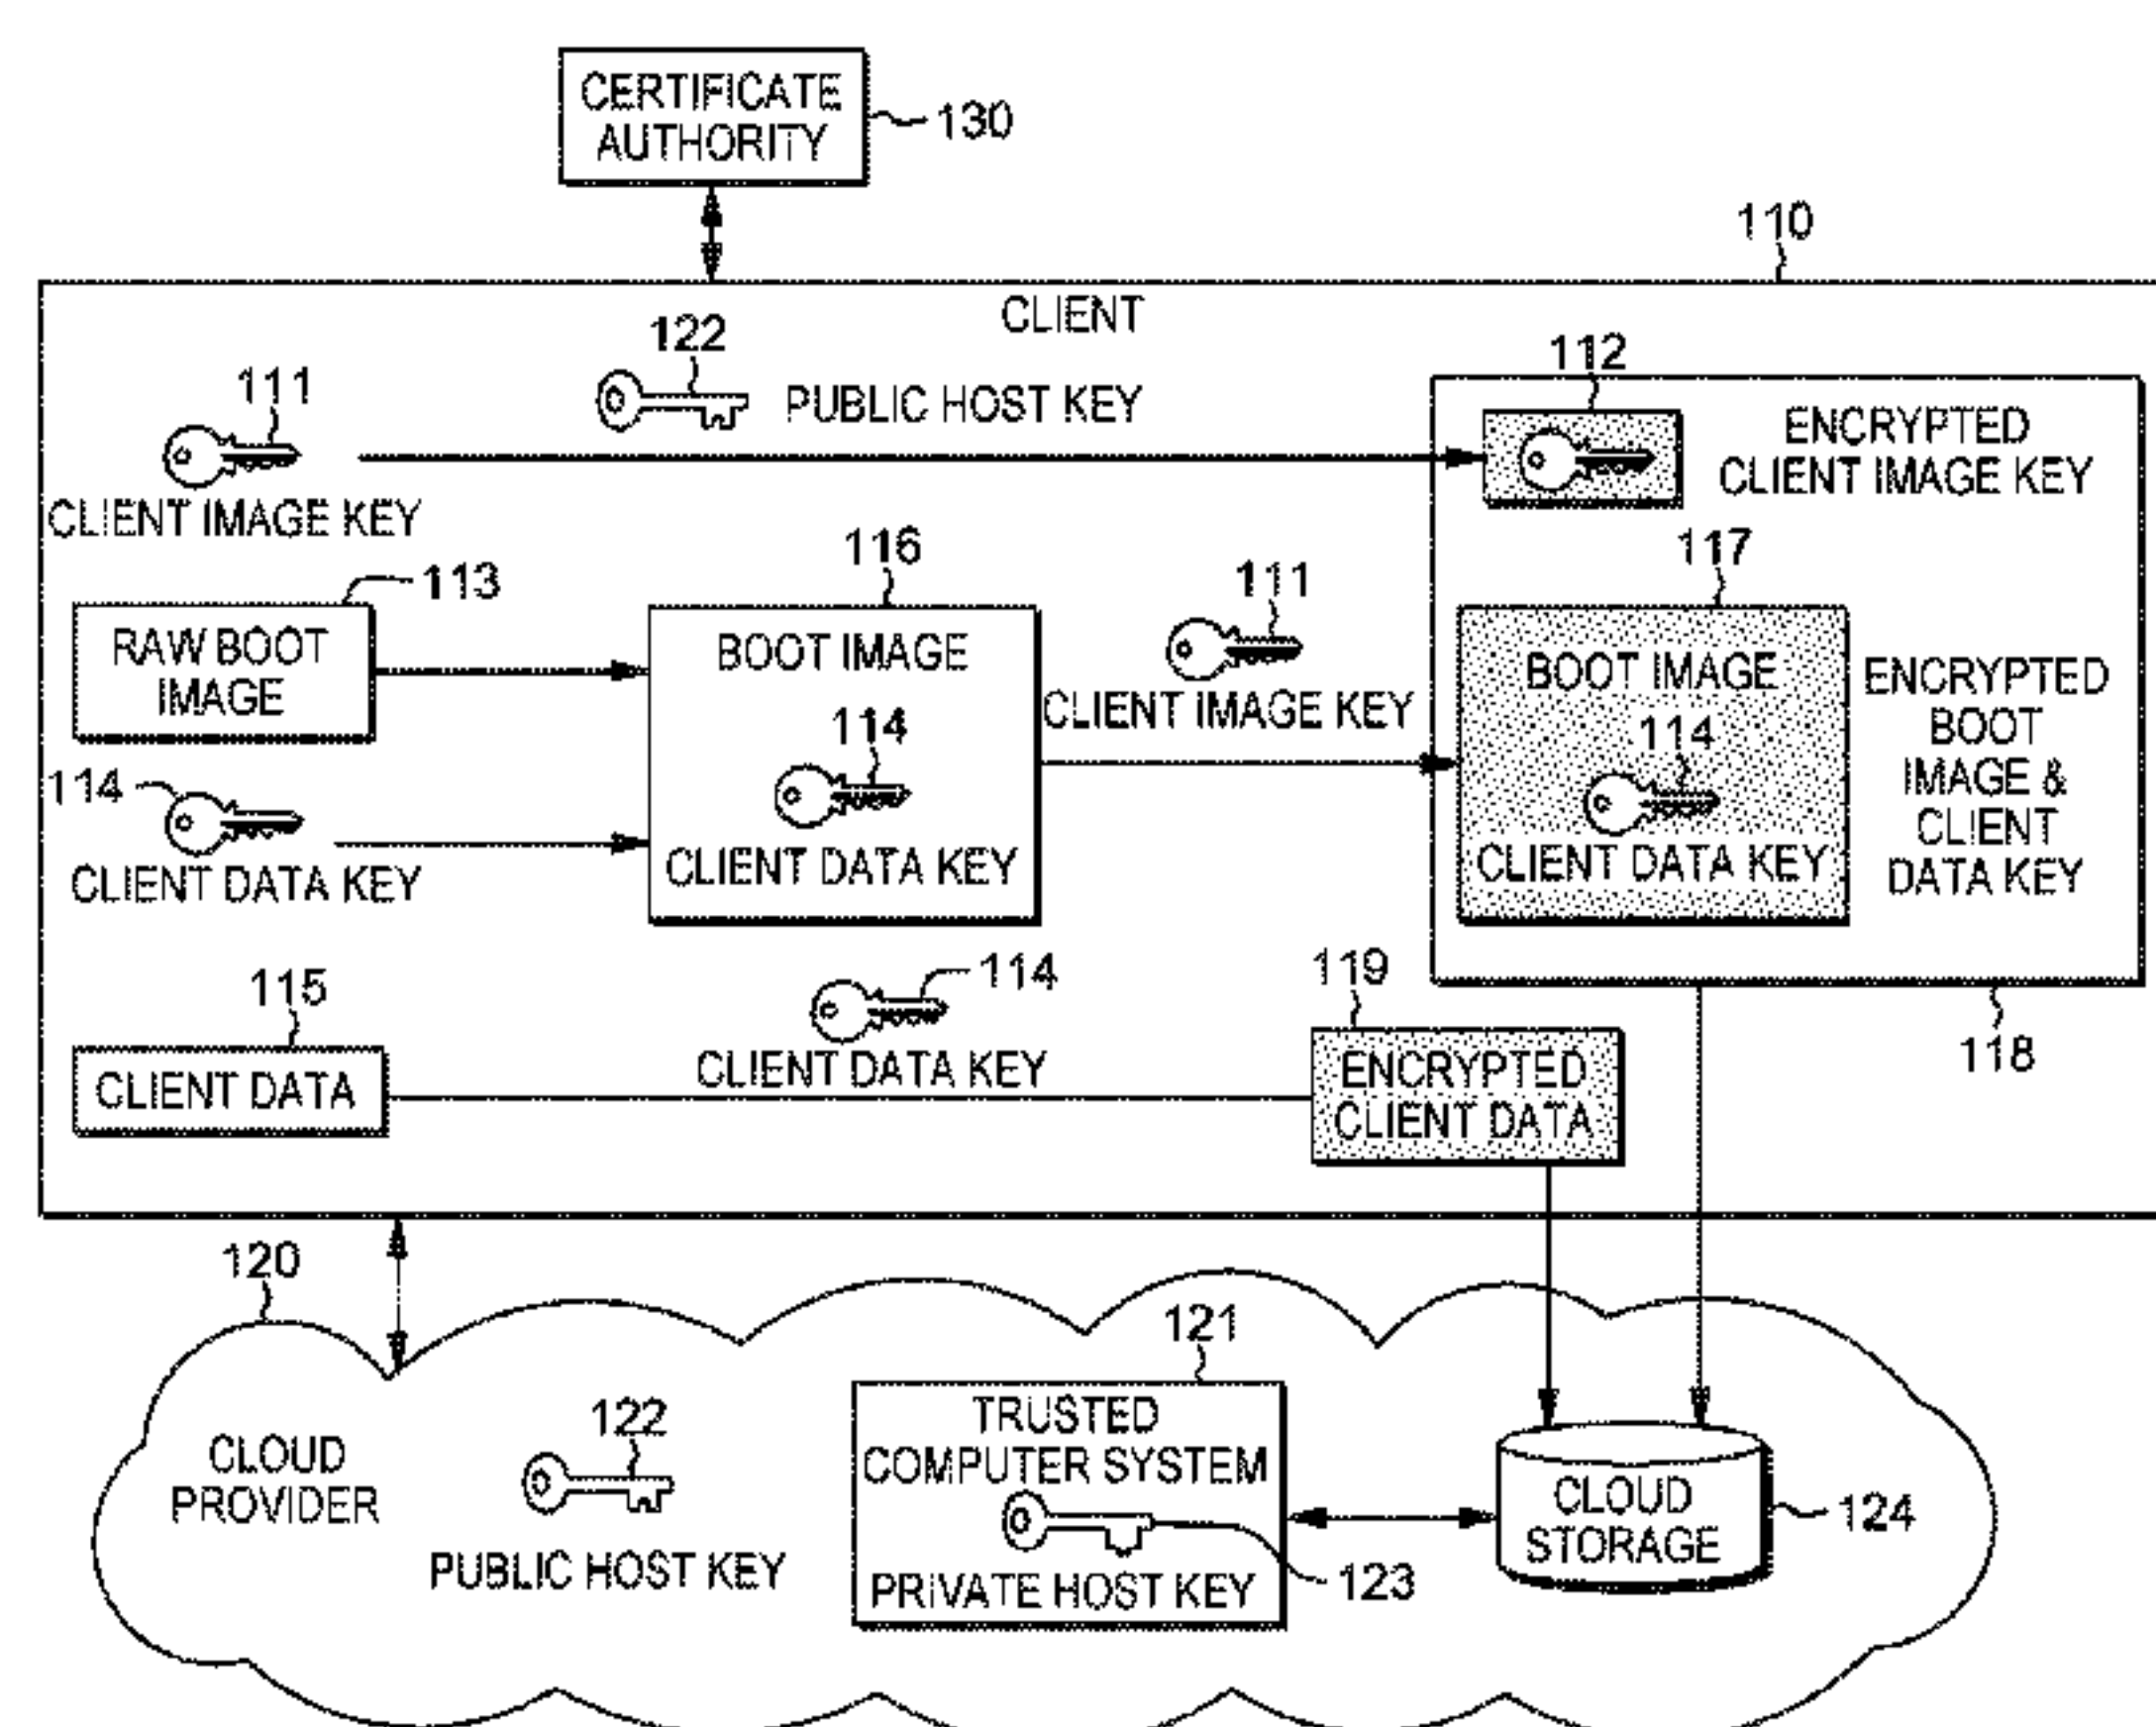 CERTIFICATE
AUTHORITY
130
110
CLIENT
122
PUBLIC HOST KEY
111
CLIENT IMAGE KEY
112
ENCRYPTED
CLIENT IMAGE KEY
113
RAW BOOT
IMAGE
114
CLIENT DATA KEY
116
BOOT IMAGE
114
CLIENT DATA KEY
111
CLIENT IMAGE KEY
117
BOOT IMAGE
114
CLIENT DATA KEY
ENCRYPTED
BOOT
IMAGE &
CLIENT
DATA KEY
118
115
CLIENT DATA
114
CLIENT DATA KEY
119
ENCRYPTED
CLIENT DATA
120
CLOUD
PROVIDER
122
PUBLIC HOST KEY
121
TRUSTED
COMPUTER SYSTEM
PRIVATE HOST KEY
123
CLOUD
STORAGE
124